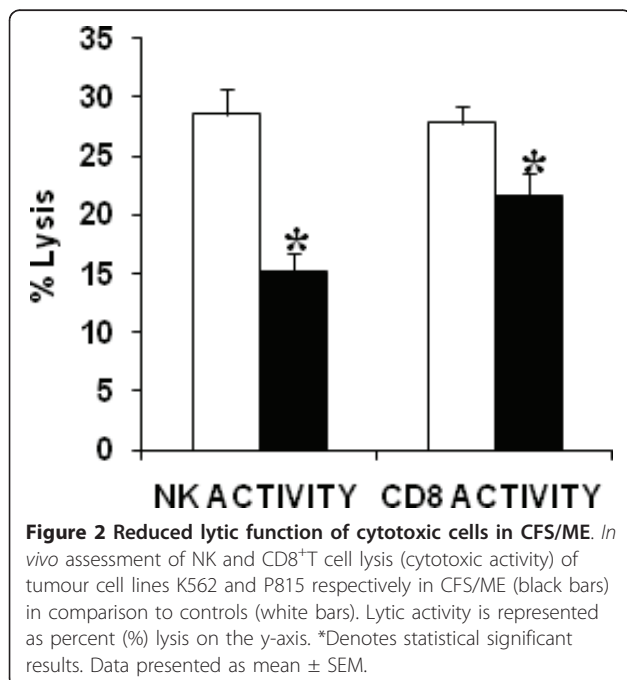 35
30
25
20
15
10
5
0
% Lysis
*
*
NK ACTIVITY CD8 ACTIVITY
Figure 2 Reduced lytic function of cytotoxic cells in CFS/ME. In
vivo assessment of NK and CD8⁺T cell lysis (cytotoxic activity) of
tumour cell lines K562 and P815 respectively in CFS/ME (black bars)
in comparison to controls (white bars). Lytic activity is represented
as percent (%) lysis on the y-axis. *Denotes statistical significant
results. Data presented as mean ± SEM.